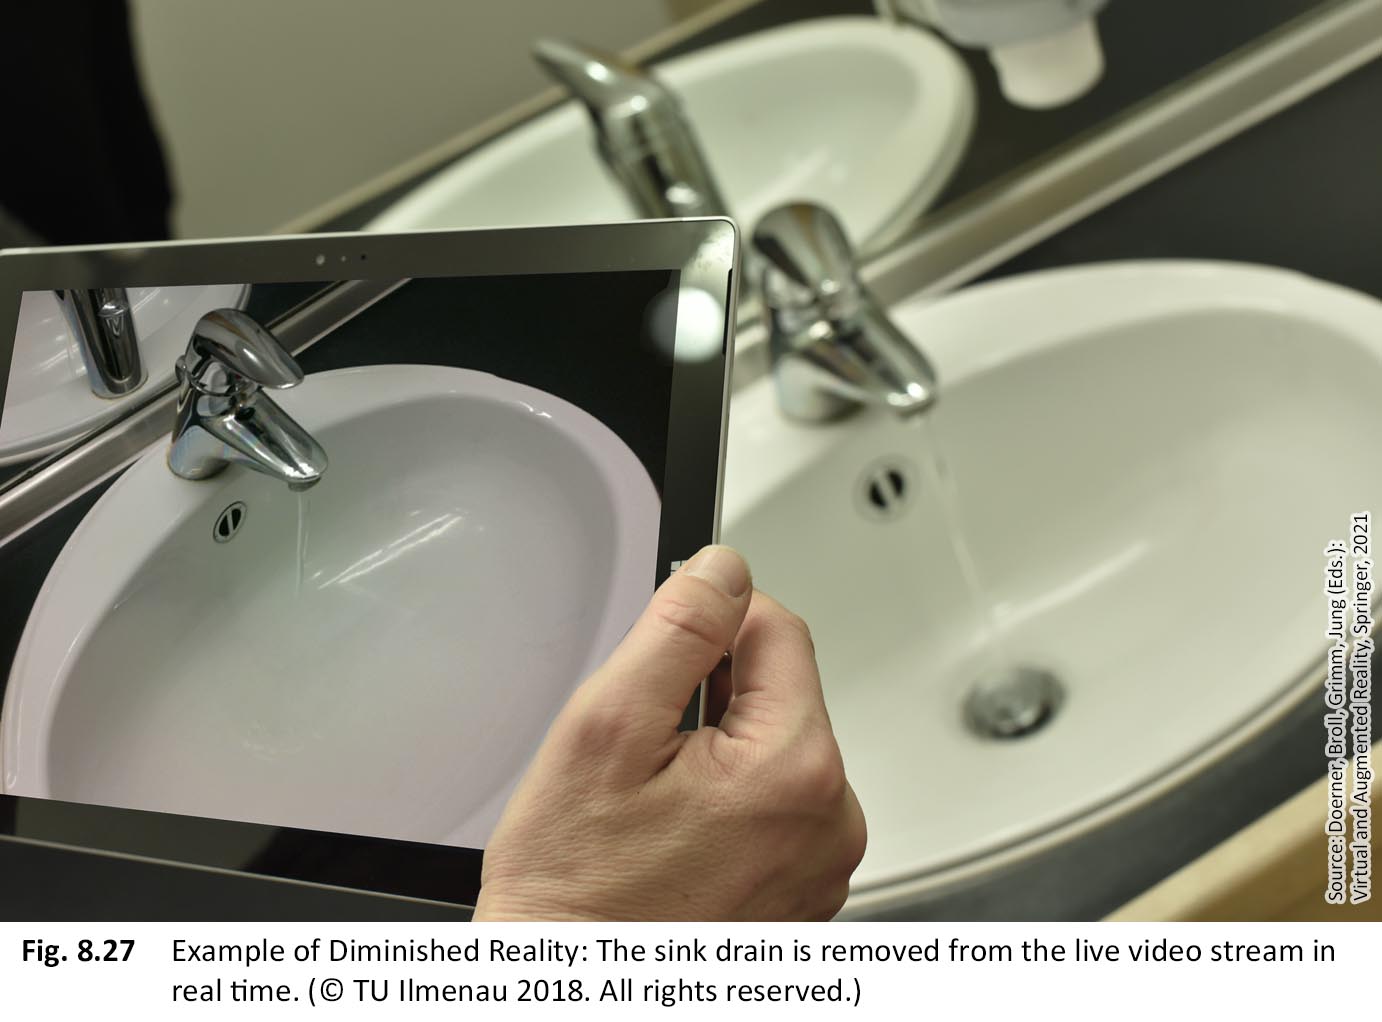 Source: Doerner, Broll, Grimm, Jung (Eds.):
Virtual and Augmented Reality, Springer, 2021
Fig. 8.27 Example of Diminished Reality: The sink drain is removed from the live video stream in
real time. (© TU Ilmenau 2018. All rights reserved.)